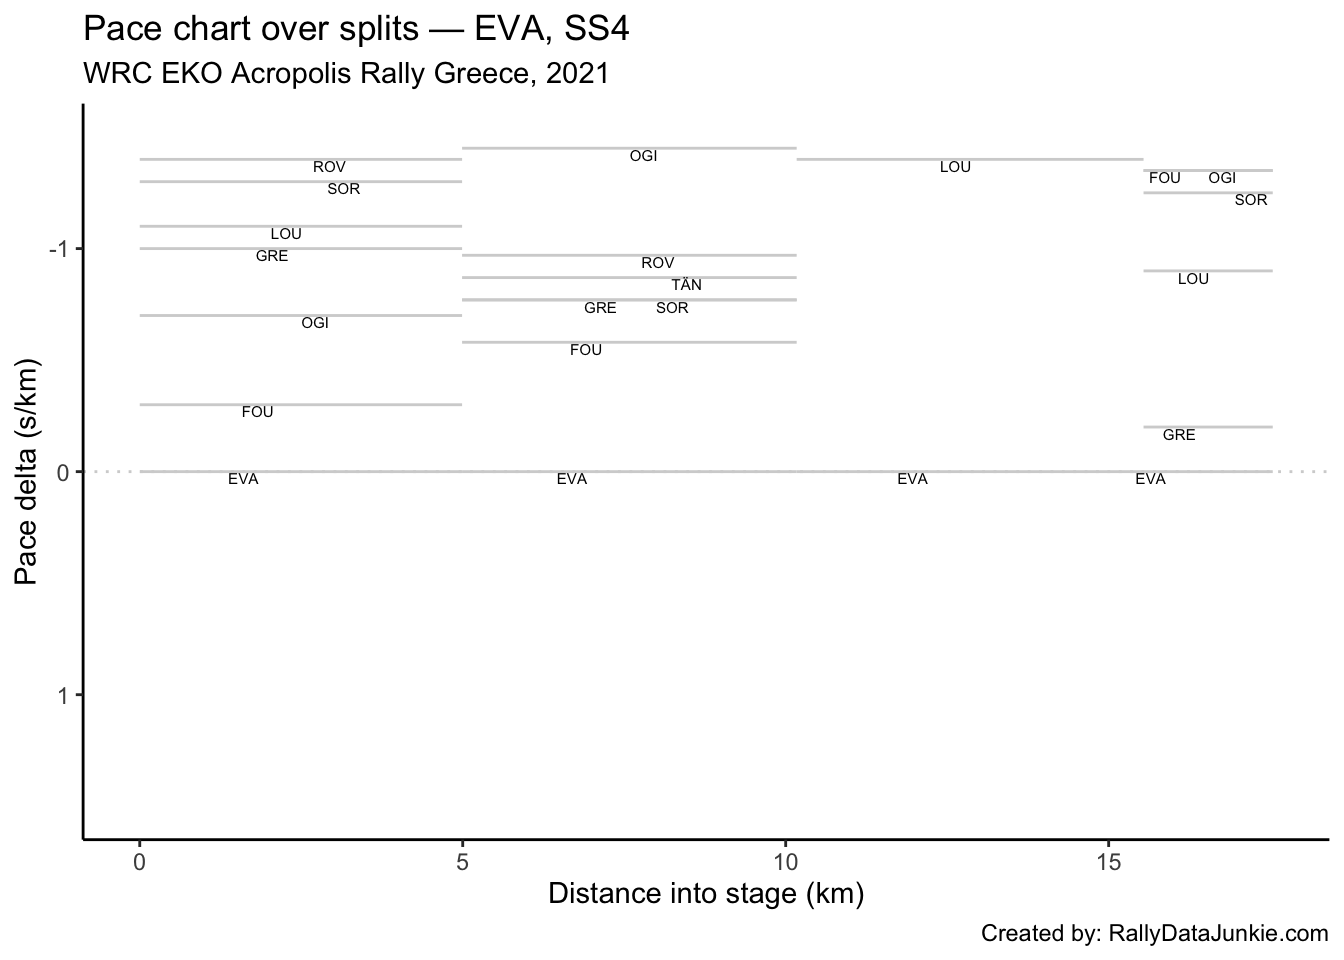 Pace chart over splits — EVA, SS4
WRC EKO Acropolis Rally Greece, 2021
OGI
ROV
LOU
FOU OGI
SOR
SOR
LOU
-1
GRE
ROV
LOU
TÄN
GRE SOR
OGI
FOU
FOU
GRE
0
EVA EVA EVA EVA
1
Pace delta (s/km)
0 5 10 15
Distance into stage (km)
Created by: RallyDataJunkie.com